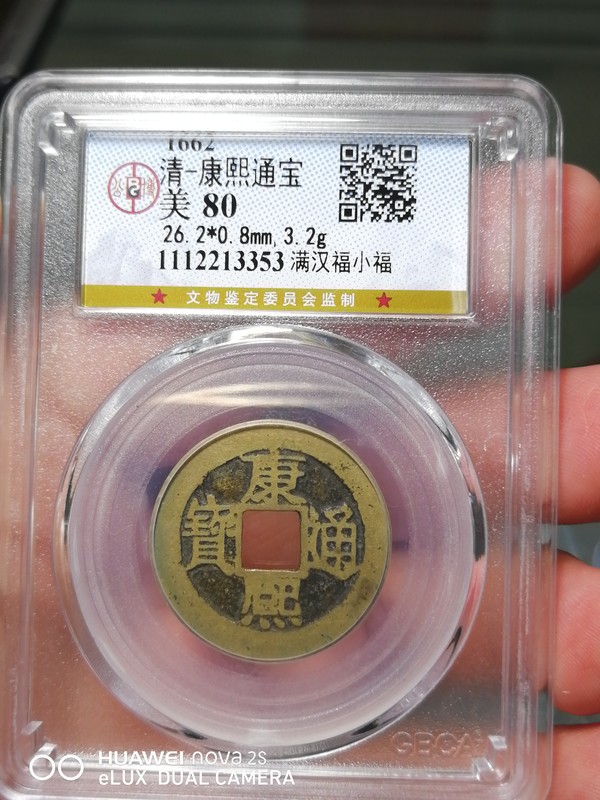 1662
清-康熙通宝
美 80
26.2*0.8mm, 3.2g
1112213353 满汉福小福
★ 文物鉴定委员会监制 ★
康
寶 通
熙
GBCA
HUAWEI nova 2s
eLUX DUAL CAMERA